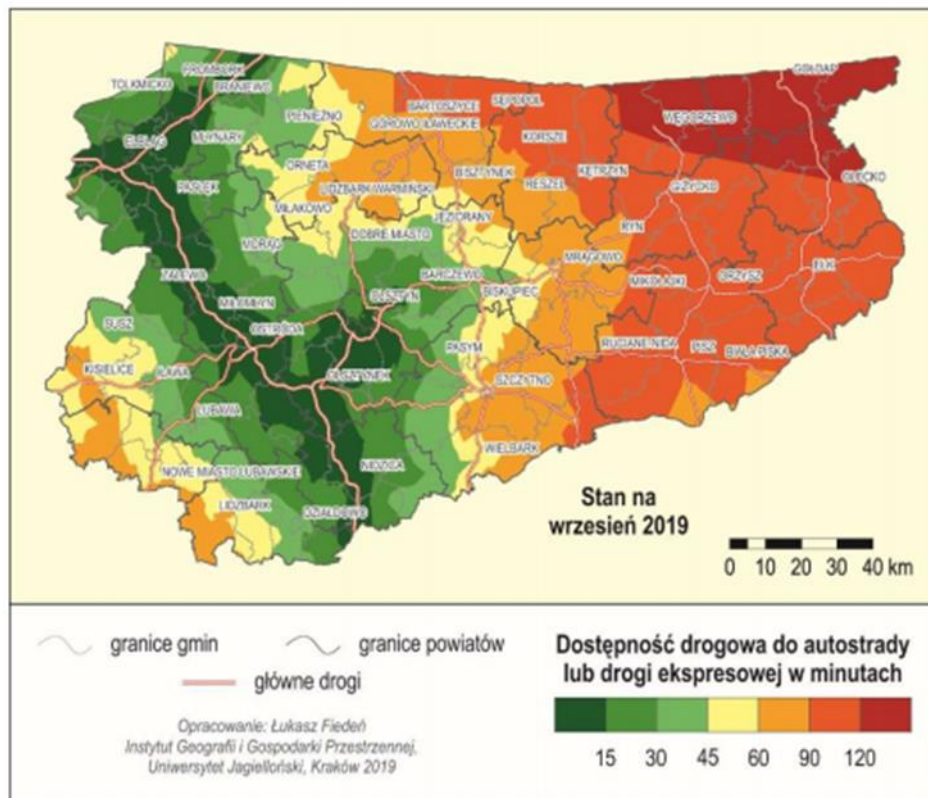 FROMBORK
GOŁDAP
TOLKMICKO
BRANIEWO
BARTOSZYCE
SĘPOPOL
WĘGORZEWO
PIENIĘŻNO
GÓROWO IŁAWECKIE
ELBLĄG
MŁYNARY
KORSZE
ORNETA
BISZTYNEK
KĘTRZYN
OLECKO
PASŁĘK
LIDZBARK WARMIŃSKI
RESZEL
GIŻYCKO
MIŁAKOWO
JEZIORANY
DOBRE MIASTO
RYN
MORĄG
MRĄGOWO
ZALEWO
BARCZEWO
EŁK
OLSZTYN
BISKUPIEC
MIKOŁAJKI
ORZYSZ
MIŁOMŁYN
SUSZ
OSTRÓDA
PASYM
RUCIANE-NIDA
PISZ
BIAŁA PISKA
KISIELICE
IŁAWA
OLSZTYNEK
SZCZYTNO
LUBAWA
WIELBARK
NOWE MIASTO LUBAWSKIE
NIDZICA
LIDZBARK
DZIAŁDOWO
Stan na
wrzesień 2019
0 10 20 30 40 km
granice gmin
granice powiatów
główne drogi
Opracowanie: Łukasz Fiedeń
Instytut Geografii i Gospodarki Przestrzennej,
Uniwersytet Jagielloński, Kraków 2019
Dostępność drogowa do autostrady
lub drogi ekspresowej w minutach
15 30 45 60 90 120